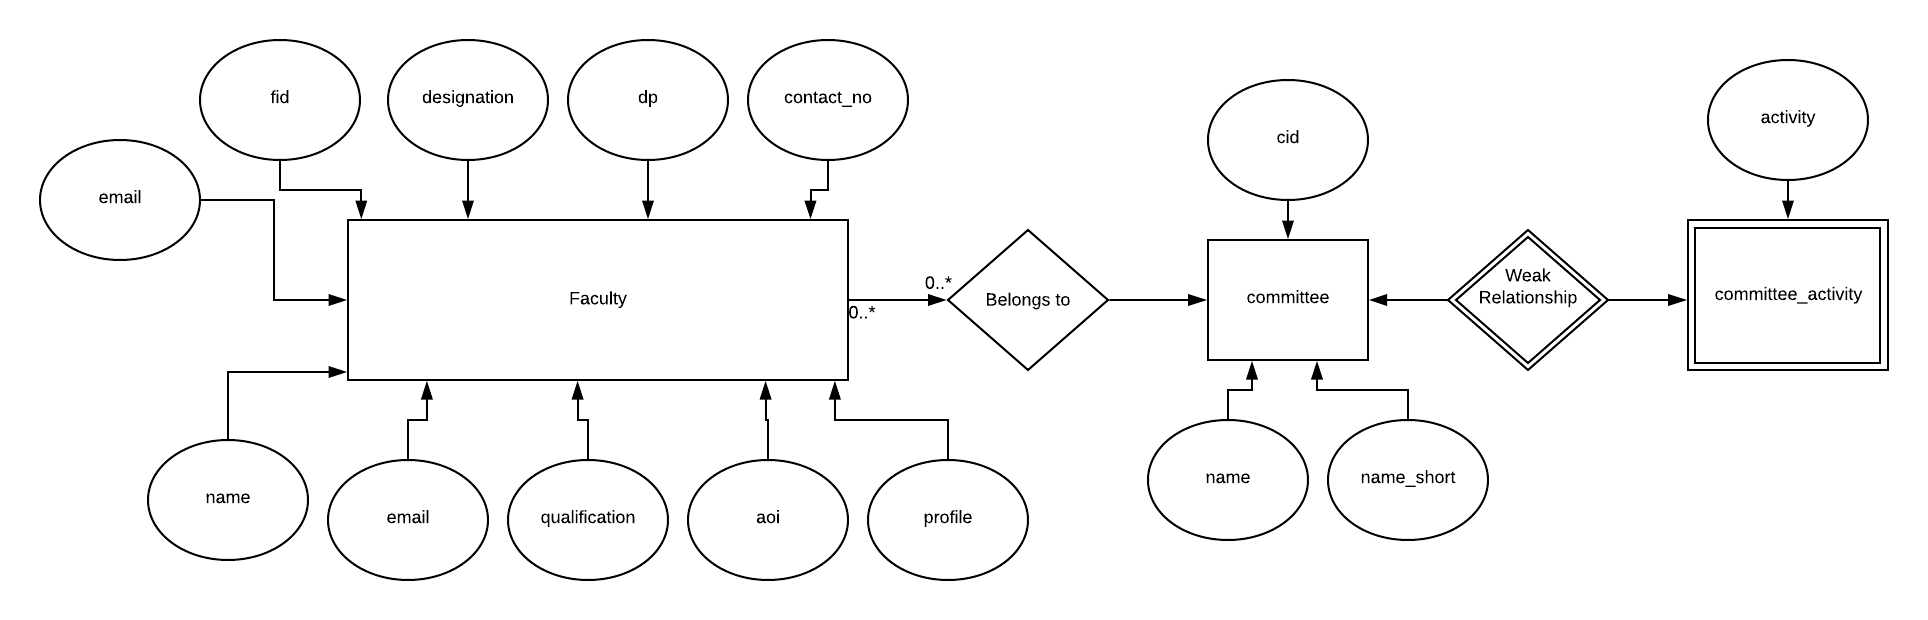 fid
designation
dp
contact_no
activity
cid
email
Faculty
0..*
0..*
Belongs to
committee
Weak
Relationship
committee_activity
name
email
qualification
aoi
profile
name
name_short